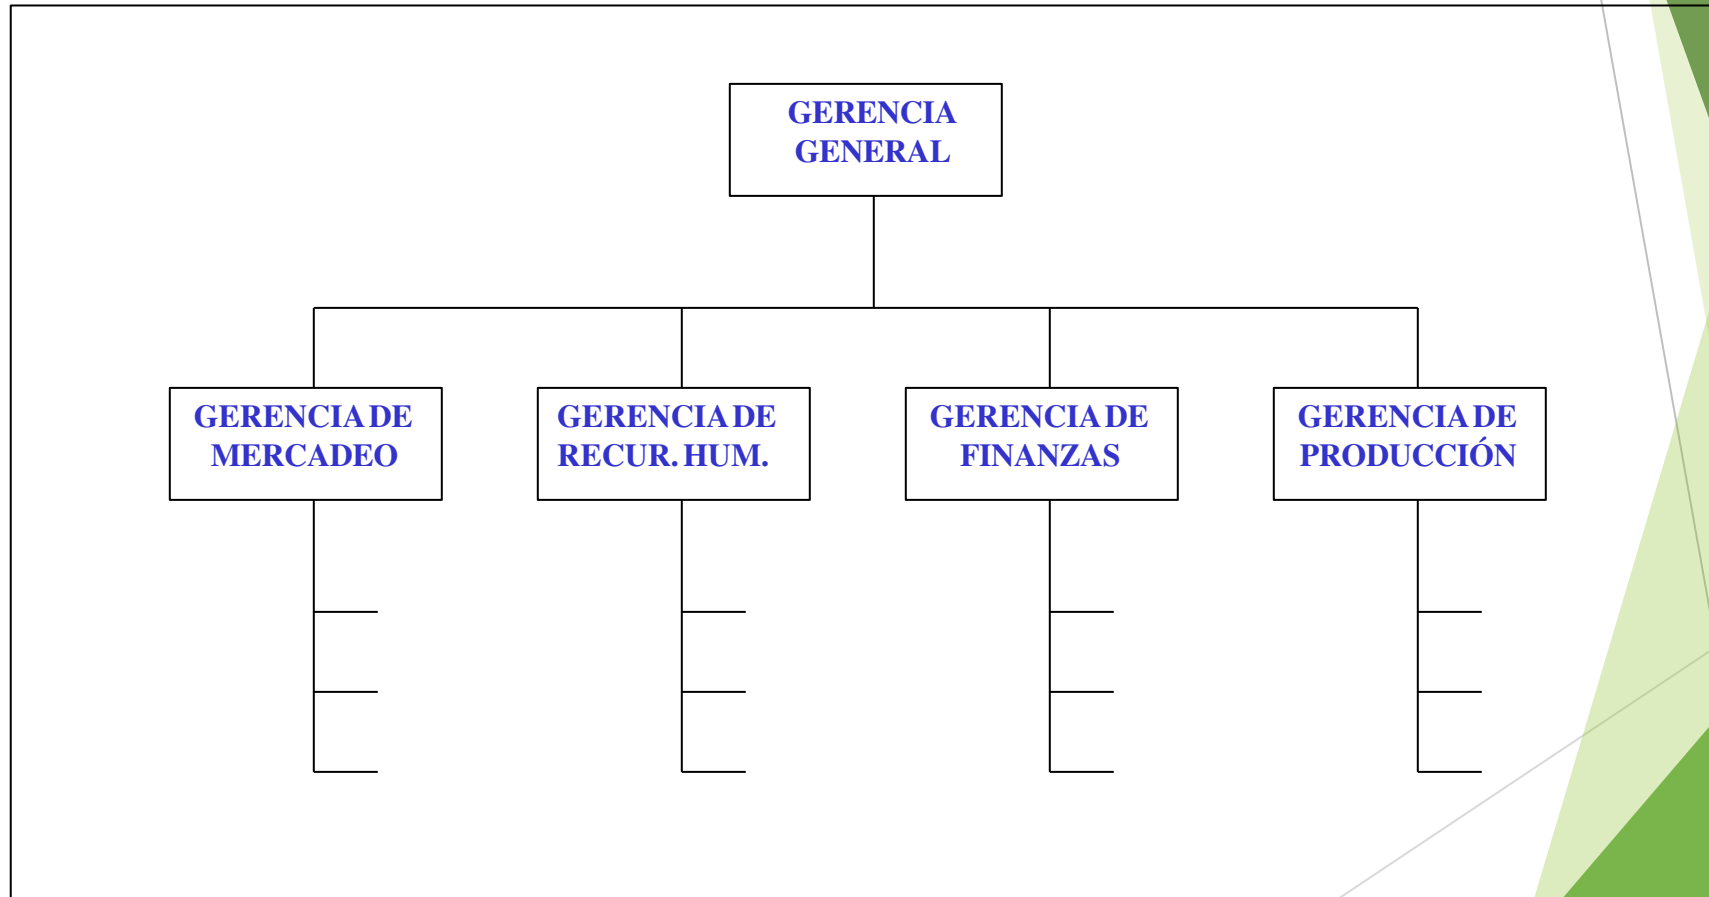 GERENCIA
GENERAL
GERENCIA DE
MERCADEO
GERENCIA DE
RECUR. HUM.
GERENCIA DE
FINANZAS
GERENCIA DE
PRODUCCIÓN